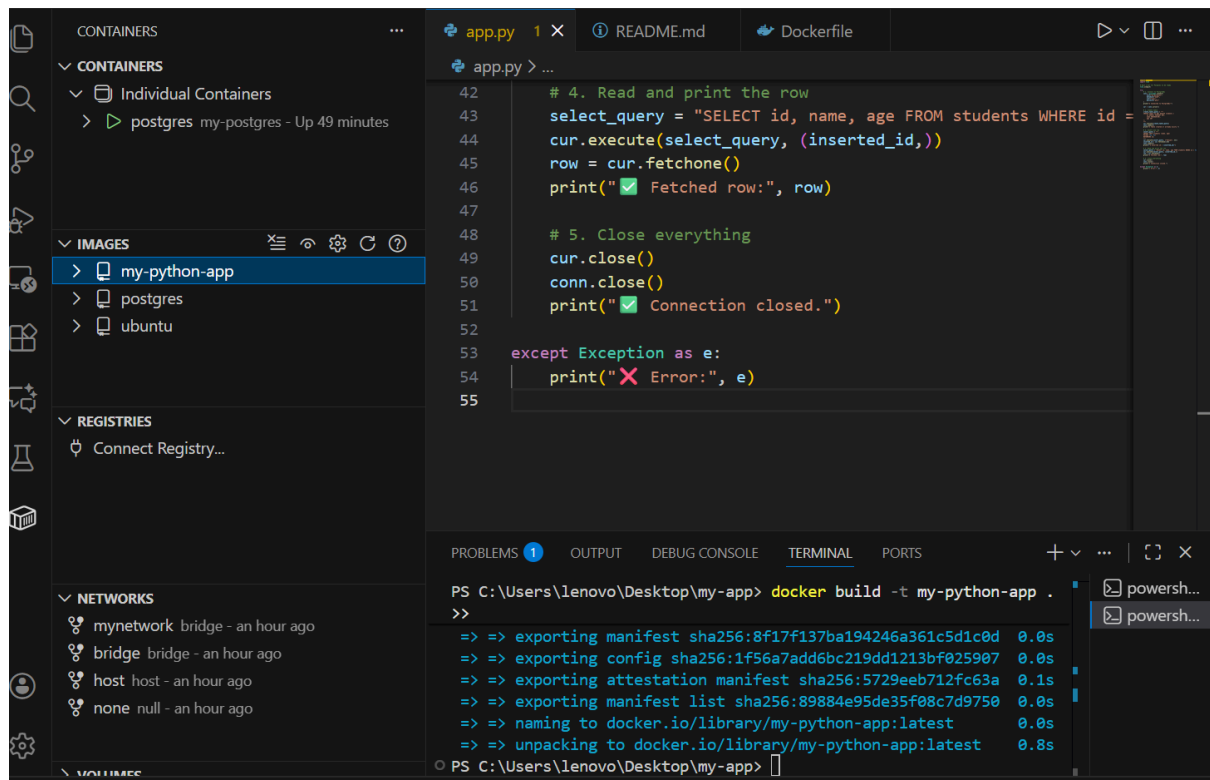 CONTAINERS ...
CONTAINERS
Individual Containers
postgres my-postgres - Up 49 minutes
IMAGES
my-python-app
postgres
ubuntu
REGISTRIES
Connect Registry...
NETWORKS
mynetwork bridge - an hour ago
bridge bridge - an hour ago
host host - an hour ago
none null - an hour ago
VOLUMES
app.py 1 README.md Dockerfile
app.py > ...
42 # 4. Read and print the row
43 select_query = "SELECT id, name, age FROM students WHERE id =
44 cur.execute(select_query, (inserted_id,))
45 row = cur.fetchone()
46 print("✅ Fetched row:", row)
47
48 # 5. Close everything
49 cur.close()
50 conn.close()
51 print("✅ Connection closed.")
52
53 except Exception as e:
54 print("❌ Error:", e)
55
PROBLEMS 1 OUTPUT DEBUG CONSOLE TERMINAL PORTS
PS C:\Users\lenovo\Desktop\my-app> docker build -t my-python-app .
>>
=> => exporting manifest sha256:8f17f137ba194246a361c5d1c0d 0.0s
=> => exporting config sha256:1f56a7add6bc219dd1213bf025907 0.0s
=> => exporting attestation manifest sha256:5729eeb712fc63a 0.1s
=> => exporting manifest list sha256:89884e95de35f08c7d9750 0.0s
=> => naming to docker.io/library/my-python-app:latest 0.0s
=> => unpacking to docker.io/library/my-python-app:latest 0.8s
PS C:\Users\lenovo\Desktop\my-app>
powersh...
powersh...